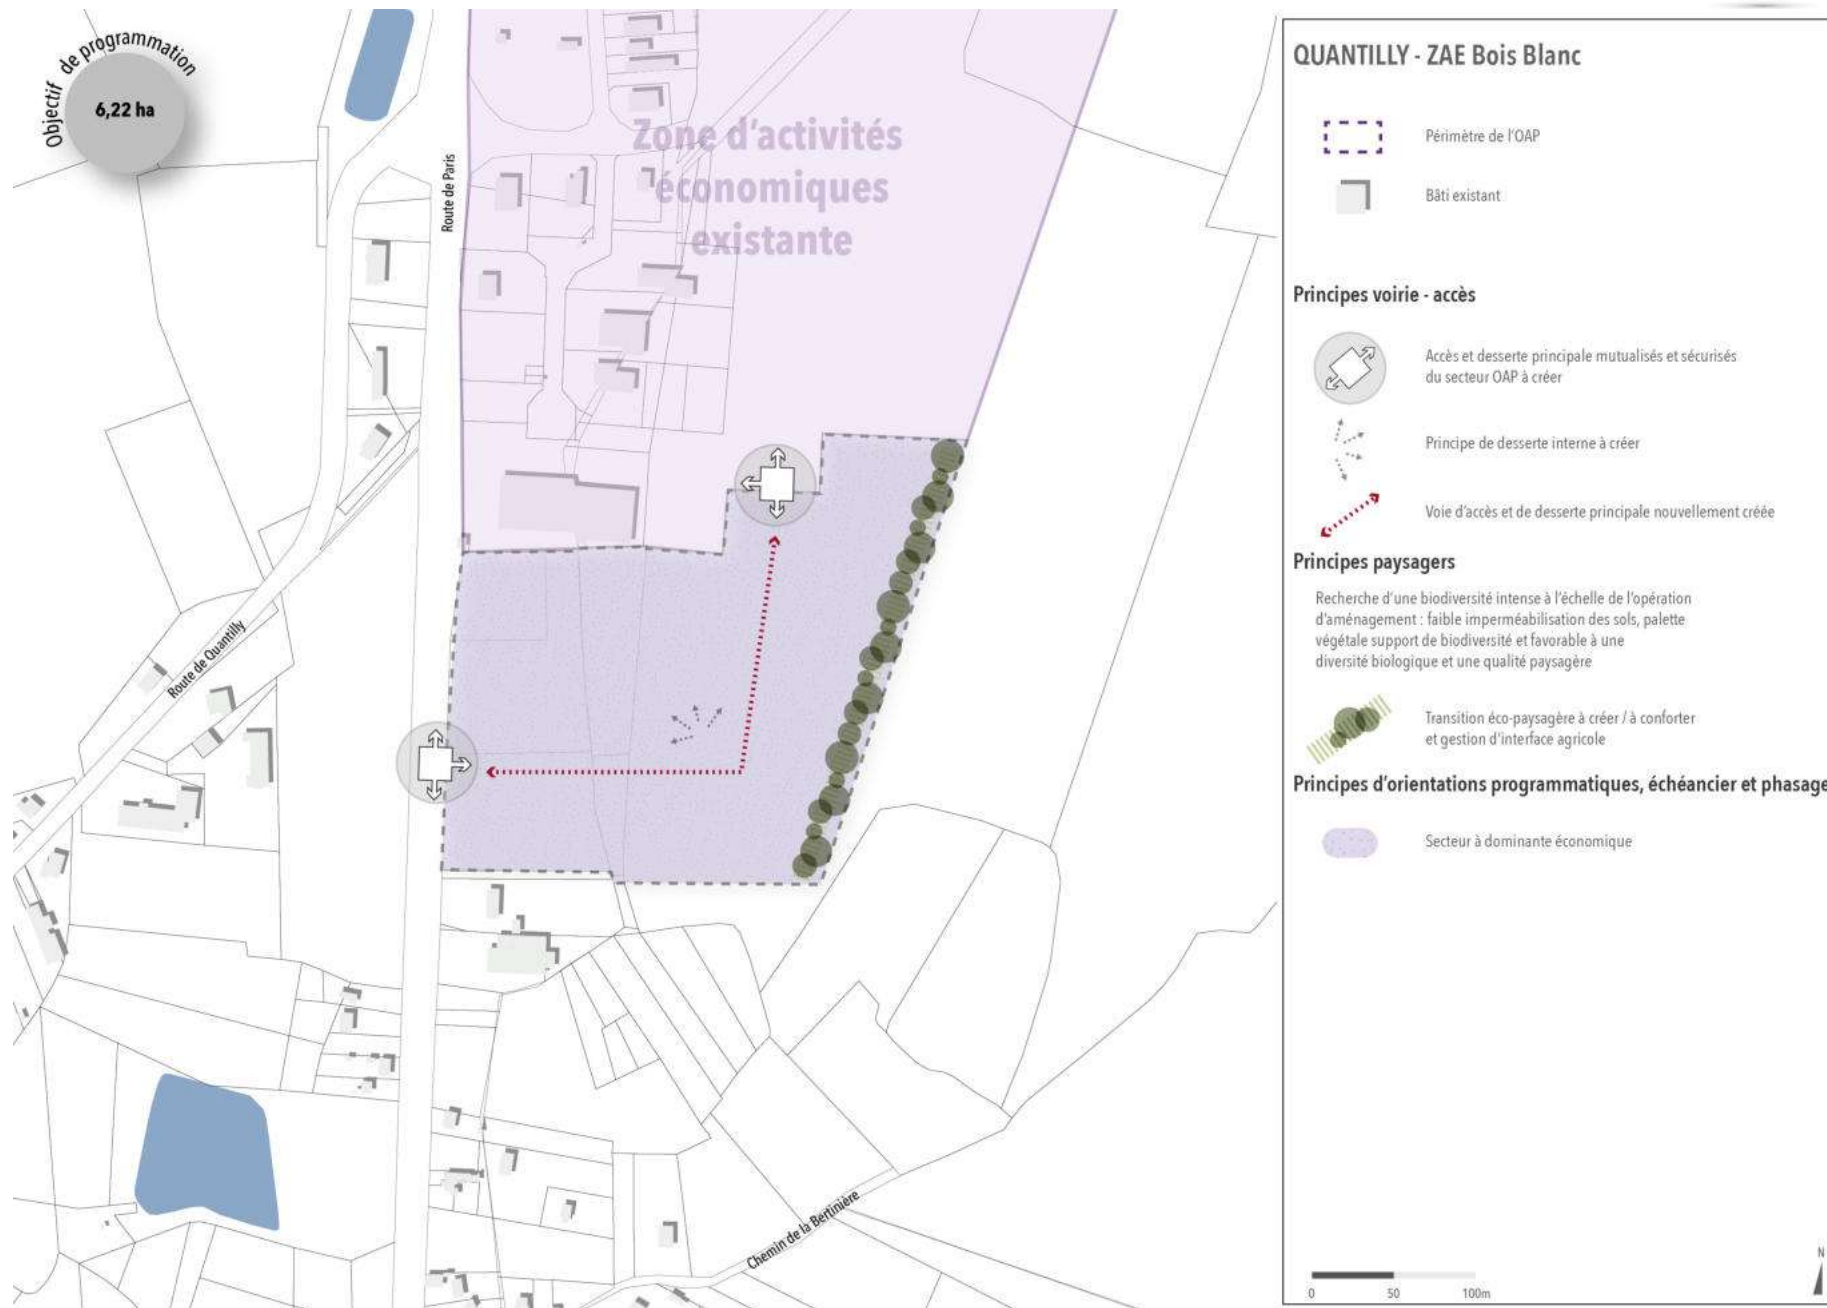 Objectif de programmation
6,22 ha
Route de Paris
Zone d'activités
économiques
existante
Route de Quantilly
Chemin de la Bertinière
QUANTILLY - ZAE Bois Blanc
Périmètre de l'OAP
Bâti existant
Principes voirie - accès
Accès et desserte principale mutualisés et sécurisés
du secteur OAP à créer
Principe de desserte interne à créer
Voie d'accès et de desserte principale nouvellement créée
Principes paysagers
Recherche d'une biodiversité intense à l'échelle de l'opération
d'aménagement : faible imperméabilisation des sols, palette
végétale support de biodiversité et favorable à une
diversité biologique et une qualité paysagère
Transition éco-paysagère à créer / à conforter
et gestion d'interface agricole
Principes d'orientations programmatiques, échéancier et phasage
Secteur à dominante économique
0 50 100m
N